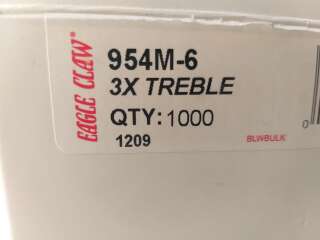 EAGLE CLAW®
954M-6
3X TREBLE
QTY: 1000
1209
BLWBULK